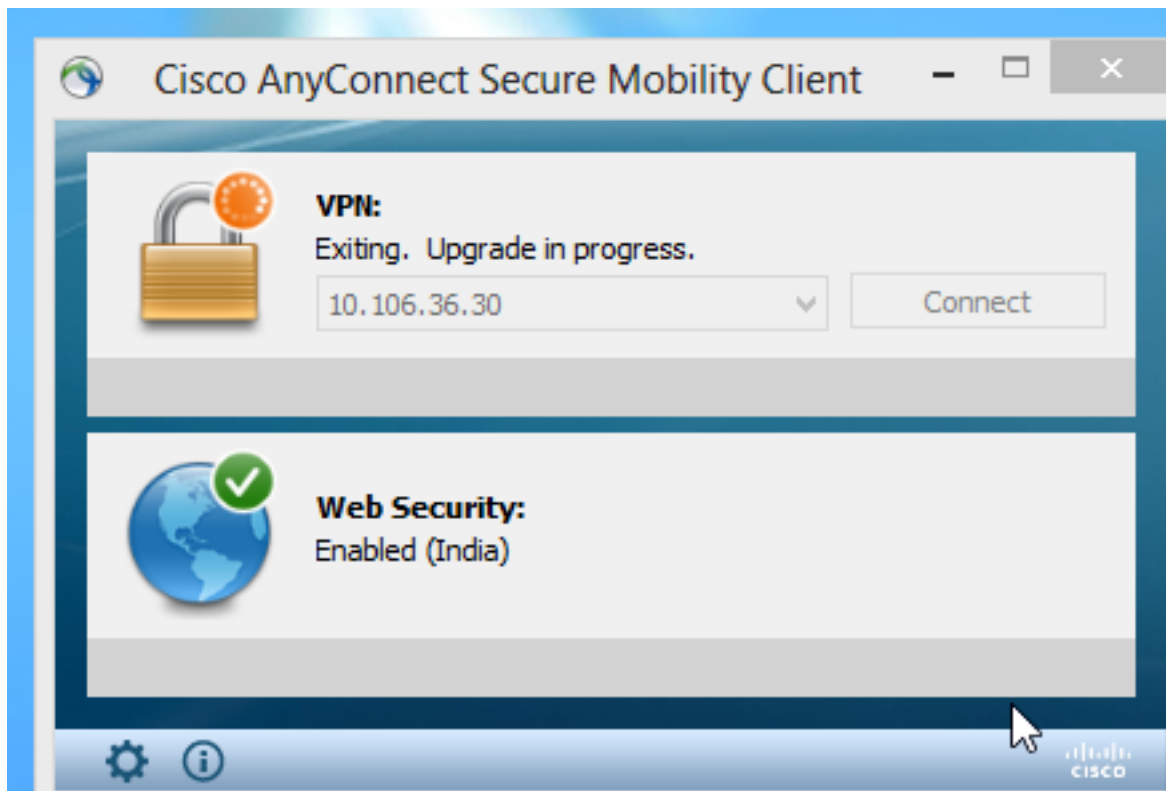 Cisco AnyConnect Secure Mobility Client
VPN:
Exiting. Upgrade in progress.
10.106.36.30
Connect
Web Security:
Enabled (India)
CISCO